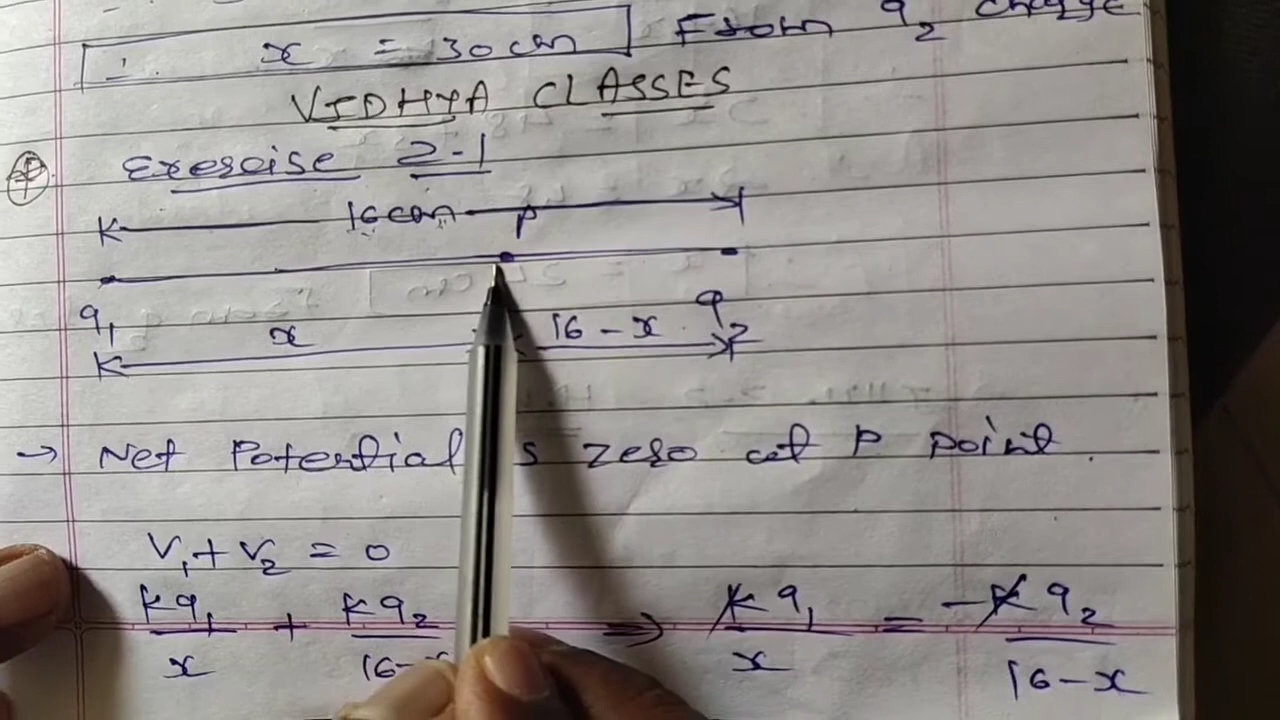 ∴ x = 30 cm From q₂ charge
VIDHYA CLASSES
Exercise 2.1
16 cm
P
q₁ x 16 - x q₂
→ Net Potential is zero at P point.
V₁ + V₂ = 0
kq₁/x + kq₂/16-x ⇒ kq₁/x = -kq₂/16-x